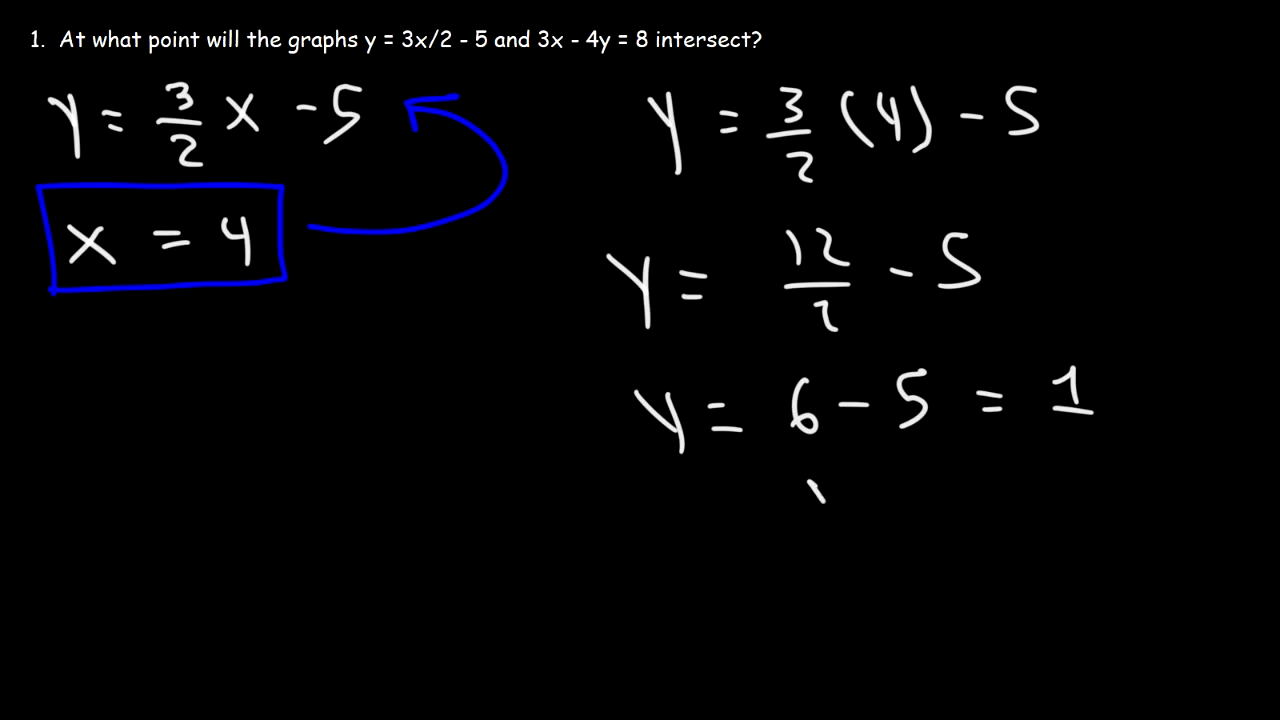 1. At what point will the graphs y = 3x/2 - 5 and 3x - 4y = 8 intersect?
y = 3/2 x - 5
x = 4
y = 3/2 (4) - 5
y = 12/2 - 5
y = 6 - 5 = 1